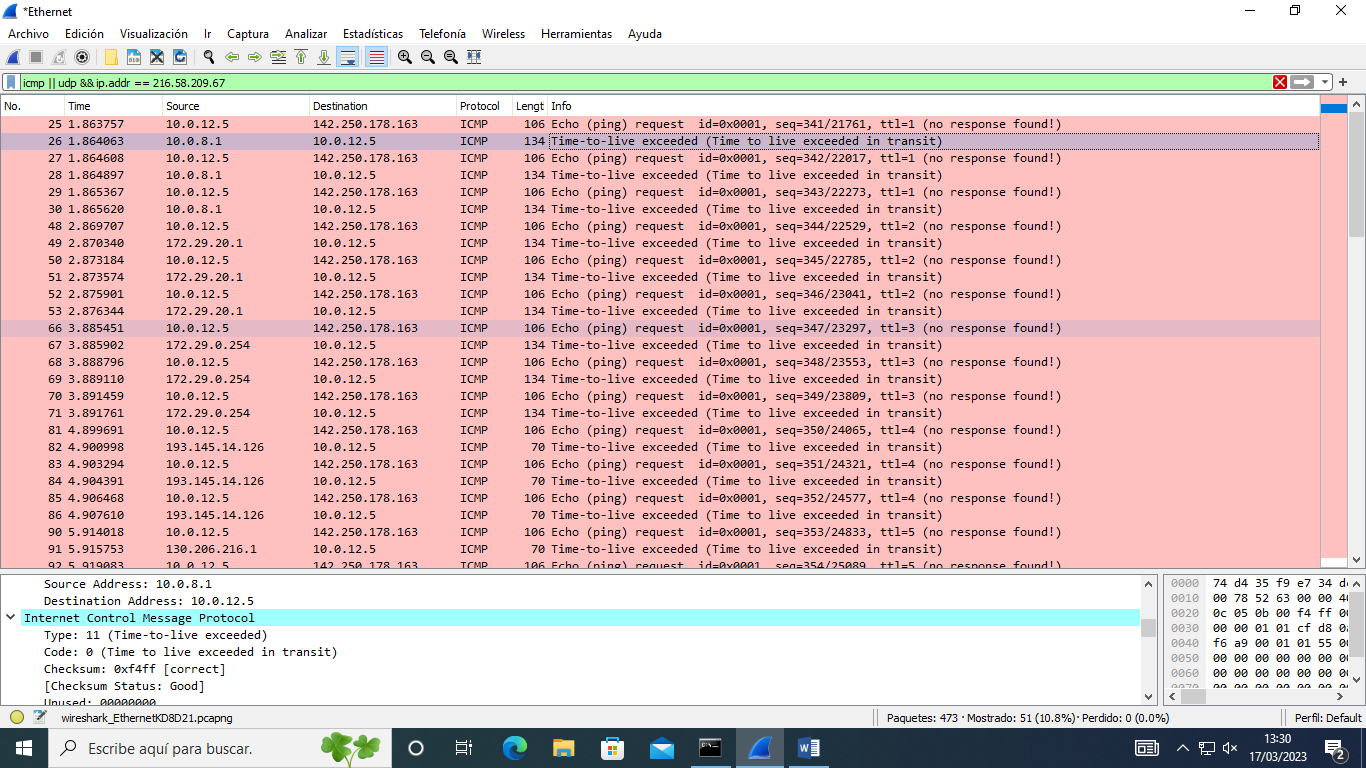 *Ethernet
Archivo Edición Visualización Ir Captura Analizar Estadísticas Telefonía Wireless Herramientas Ayuda
icmp || udp && ip.addr == 216.58.209.67
No. Time Source Destination Protocol Lengt Info
25 1.863757 10.0.12.5 142.250.178.163 ICMP 106 Echo (ping) request id=0x0001, seq=341/21761, ttl=1 (no response found!)
26 1.864063 10.0.8.1 10.0.12.5 ICMP 134 Time-to-live exceeded (Time to live exceeded in transit)
27 1.864608 10.0.12.5 142.250.178.163 ICMP 106 Echo (ping) request id=0x0001, seq=342/22017, ttl=1 (no response found!)
28 1.864897 10.0.8.1 10.0.12.5 ICMP 134 Time-to-live exceeded (Time to live exceeded in transit)
29 1.865367 10.0.12.5 142.250.178.163 ICMP 106 Echo (ping) request id=0x0001, seq=343/22273, ttl=1 (no response found!)
30 1.865620 10.0.8.1 10.0.12.5 ICMP 134 Time-to-live exceeded (Time to live exceeded in transit)
48 2.869707 10.0.12.5 142.250.178.163 ICMP 106 Echo (ping) request id=0x0001, seq=344/22529, ttl=2 (no response found!)
49 2.870340 172.29.20.1 10.0.12.5 ICMP 134 Time-to-live exceeded (Time to live exceeded in transit)
50 2.873184 10.0.12.5 142.250.178.163 ICMP 106 Echo (ping) request id=0x0001, seq=345/22785, ttl=2 (no response found!)
51 2.873574 172.29.20.1 10.0.12.5 ICMP 134 Time-to-live exceeded (Time to live exceeded in transit)
52 2.875901 10.0.12.5 142.250.178.163 ICMP 106 Echo (ping) request id=0x0001, seq=346/23041, ttl=2 (no response found!)
53 2.876344 172.29.20.1 10.0.12.5 ICMP 134 Time-to-live exceeded (Time to live exceeded in transit)
66 3.885451 10.0.12.5 142.250.178.163 ICMP 106 Echo (ping) request id=0x0001, seq=347/23297, ttl=3 (no response found!)
67 3.885902 172.29.0.254 10.0.12.5 ICMP 134 Time-to-live exceeded (Time to live exceeded in transit)
68 3.888796 10.0.12.5 142.250.178.163 ICMP 106 Echo (ping) request id=0x0001, seq=348/23553, ttl=3 (no response found!)
69 3.889110 172.29.0.254 10.0.12.5 ICMP 134 Time-to-live exceeded (Time to live exceeded in transit)
70 3.891459 10.0.12.5 142.250.178.163 ICMP 106 Echo (ping) request id=0x0001, seq=349/23809, ttl=3 (no response found!)
71 3.891761 172.29.0.254 10.0.12.5 ICMP 134 Time-to-live exceeded (Time to live exceeded in transit)
81 4.899691 10.0.12.5 142.250.178.163 ICMP 106 Echo (ping) request id=0x0001, seq=350/24065, ttl=4 (no response found!)
82 4.900998 193.145.14.126 10.0.12.5 ICMP 70 Time-to-live exceeded (Time to live exceeded in transit)
83 4.903294 10.0.12.5 142.250.178.163 ICMP 106 Echo (ping) request id=0x0001, seq=351/24321, ttl=4 (no response found!)
84 4.904391 193.145.14.126 10.0.12.5 ICMP 70 Time-to-live exceeded (Time to live exceeded in transit)
85 4.906468 10.0.12.5 142.250.178.163 ICMP 106 Echo (ping) request id=0x0001, seq=352/24577, ttl=4 (no response found!)
86 4.907610 193.145.14.126 10.0.12.5 ICMP 70 Time-to-live exceeded (Time to live exceeded in transit)
90 5.914018 10.0.12.5 142.250.178.163 ICMP 106 Echo (ping) request id=0x0001, seq=353/24833, ttl=5 (no response found!)
91 5.915753 130.206.216.1 10.0.12.5 ICMP 70 Time-to-live exceeded (Time to live exceeded in transit)
92 5.919083 10.0.12.5 142.250.178.163 ICMP 106 Echo (ping) request id=0x0001, seq=354/25089, ttl=5 (no response found!)
Source Address: 10.0.8.1
Destination Address: 10.0.12.5
Internet Control Message Protocol
Type: 11 (Time-to-live exceeded)
Code: 0 (Time to live exceeded in transit)
Checksum: 0xf4ff [correct]
[Checksum Status: Good]
Unused: 00000000
0000 74 d4 35 f9 e7 34
0010 00 78 52 63 00 00
0020 0c 05 0b 00 f4 ff
0030 00 00 01 01 cf d8
0040 f6 a9 00 01 01 55
0050 00 00 00 00 00 00
0060 00 00 00 00 00 00
0070 00 00 00 00 00 00
wireshark_EthernetKD8D21.pcapng
Paquetes: 473 · Mostrado: 51 (10.8%) · Perdido: 0 (0.0%)
Perfil: Default
Escribe aquí para buscar.
13:30
17/03/2023
2